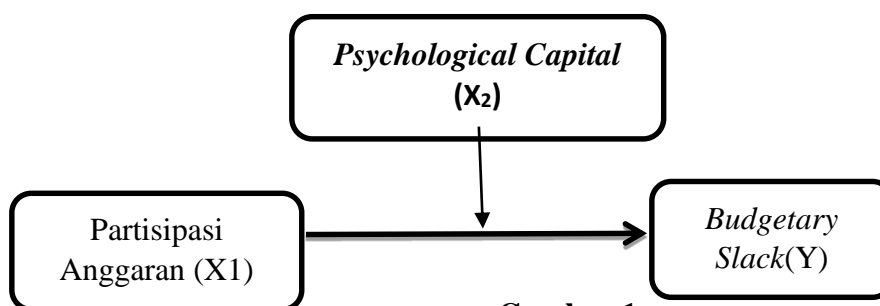 Psychological Capital
(X₂)
Partisipasi
Anggaran (X1)
Budgetary
Slack(Y)